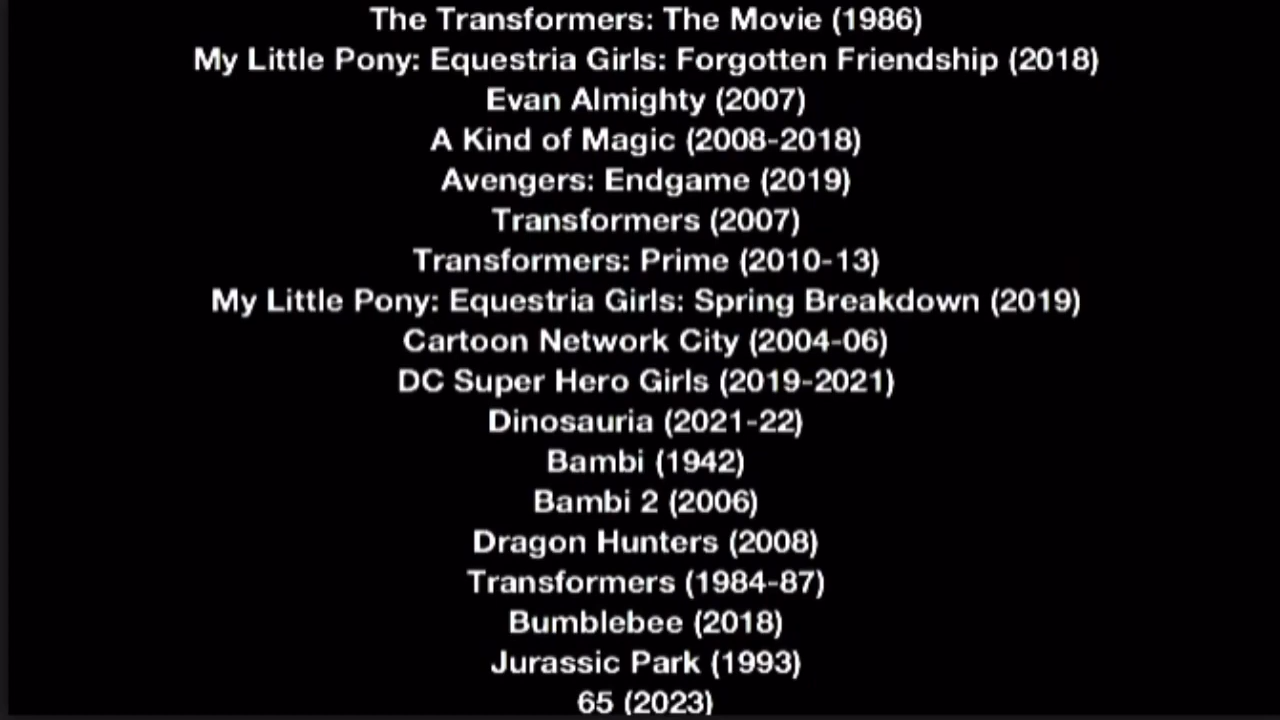 The Transformers: The Movie (1986)
My Little Pony: Equestria Girls: Forgotten Friendship (2018)
Evan Almighty (2007)
A Kind of Magic (2008-2018)
Avengers: Endgame (2019)
Transformers (2007)
Transformers: Prime (2010-13)
My Little Pony: Equestria Girls: Spring Breakdown (2019)
Cartoon Network City (2004-06)
DC Super Hero Girls (2019-2021)
Dinosauria (2021-22)
Bambi (1942)
Bambi 2 (2006)
Dragon Hunters (2008)
Transformers (1984-87)
Bumblebee (2018)
Jurassic Park (1993)
65 (2023)